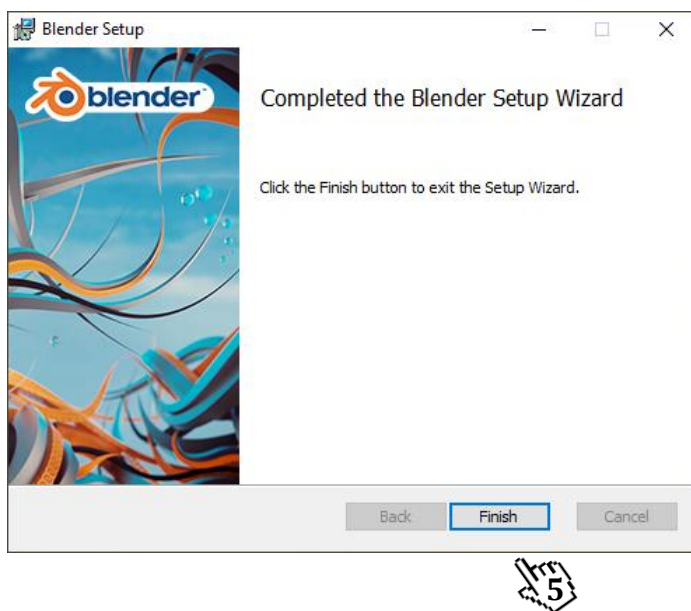 Blender Setup
blender
Completed the Blender Setup Wizard
Click the Finish button to exit the Setup Wizard.
Back
Finish
Cancel
5